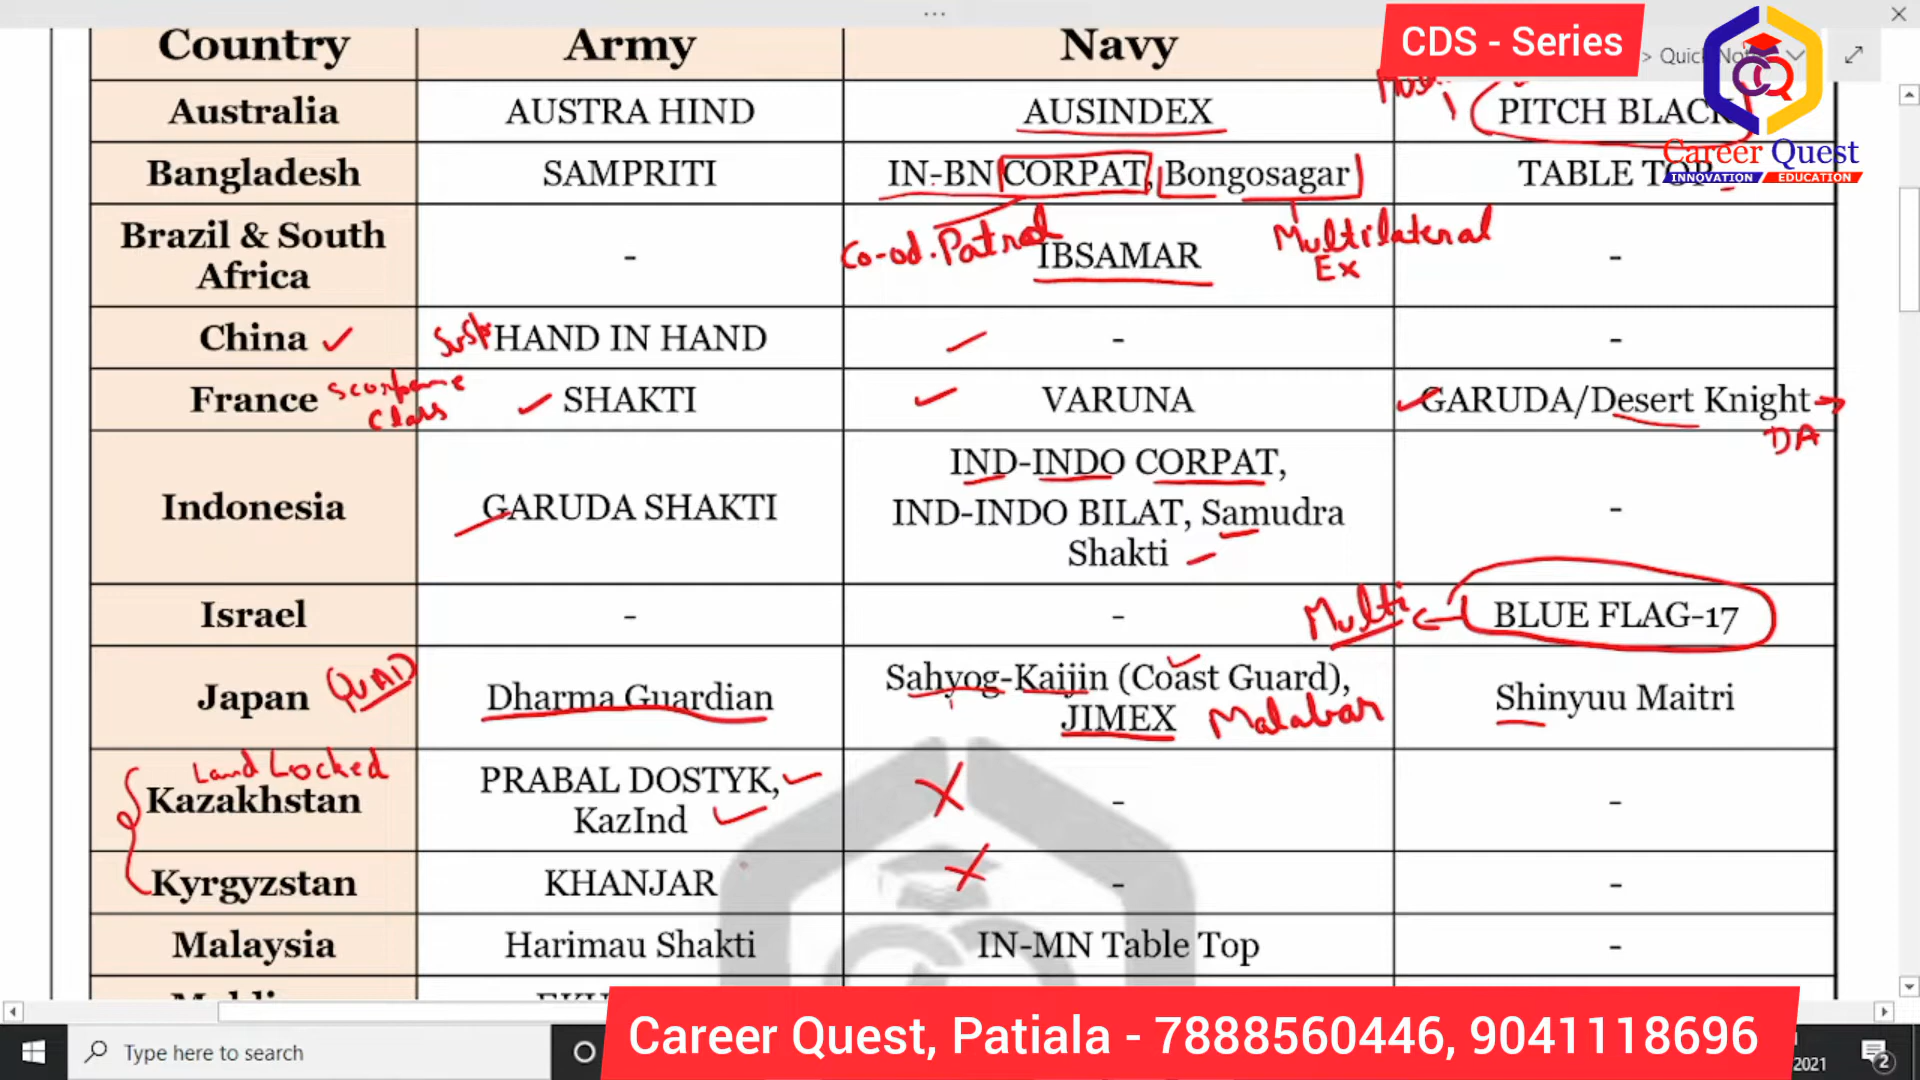 CDS - Series
> Quick
Country Army Navy
Australia AUSTRA HIND AUSINDEX PITCH BLACK
Career Quest
INNOVATION / EDUCATION
Bangladesh SAMPRITI IN-BN CORPAT, Bongosagar TABLE TOP
Co-od. Patrol
Multilateral
Ex
Brazil & South
Africa - IBSAMAR -
China HAND IN HAND - -
France Scorpene
Class
SHAKTI VARUNA GARUDA/Desert Knight
DA
Indonesia GARUDA SHAKTI IND-INDO CORPAT,
IND-INDO BILAT, Samudra
Shakti -
Israel - - Multi BLUE FLAG-17
Japan QUAD Dharma Guardian Sahyog-Kaijin (Coast Guard),
JIMEX Malabar Shinyuu Maitri
Land Locked
Kazakhstan PRABAL DOSTYK,
KazInd - -
Kyrgyzstan KHANJAR - -
Malaysia Harimau Shakti IN-MN Table Top -
Career Quest, Patiala - 7888560446, 9041118696
Type here to search
2021
2